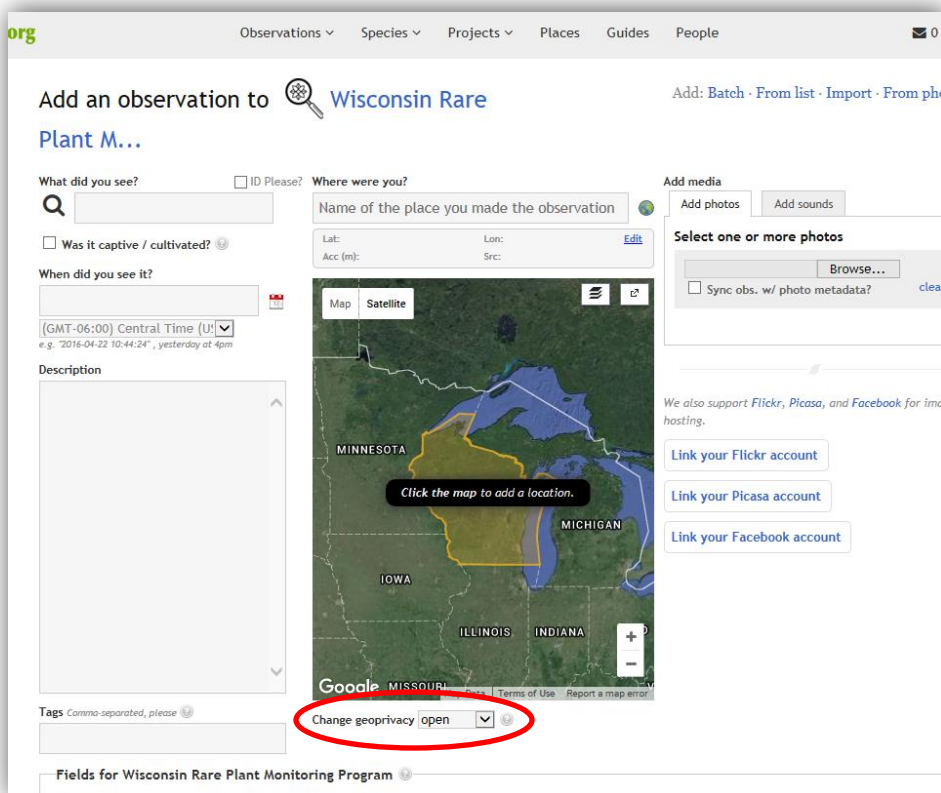 org
Observations Species Projects Places Guides People 0
Add an observation to Wisconsin Rare
Plant M...
Add: Batch · From list · Import · From pho
What did you see? ID Please?
Was it captive / cultivated?
When did you see it?
(GMT-06:00) Central Time (U
e.g. "2016-04-22 10:44:24" , yesterday at 4pm
Description
Tags Comma-separated, please
Where were you?
Name of the place you made the observation
Lat: Lon: Edit
Acc (m): Src:
Map Satellite
MINNESOTA
Click the map to add a location.
MICHIGAN
IOWA
ILLINOIS INDIANA
+
−
Google MISSOURI Data Terms of Use Report a map error
Change geoprivacy open
Add media
Add photos Add sounds
Select one or more photos
Browse...
Sync obs. w/ photo metadata? clea
We also support Flickr, Picasa, and Facebook for ima
hosting.
Link your Flickr account
Link your Picasa account
Link your Facebook account
Fields for Wisconsin Rare Plant Monitoring Program